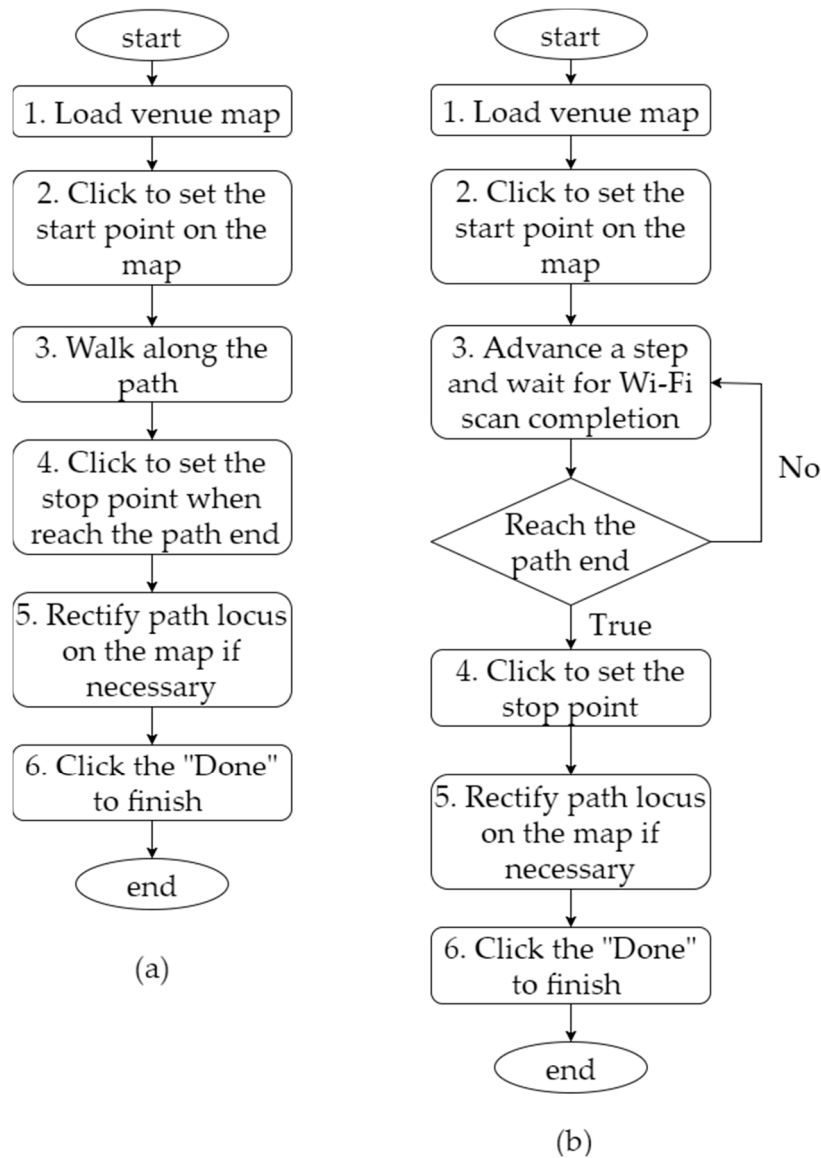 start
1. Load venue map
2. Click to set the
start point on the
map
3. Walk along the
path
4. Click to set the
stop point when
reach the path end
5. Rectify path locus
on the map if
necessary
6. Click the "Done"
to finish
end
(a)
start
1. Load venue map
2. Click to set the
start point on the
map
3. Advance a step
and wait for Wi-Fi
scan completion
No
Reach the
path end
True
4. Click to set the
stop point
5. Rectify path locus
on the map if
necessary
6. Click the "Done"
to finish
end
(b)